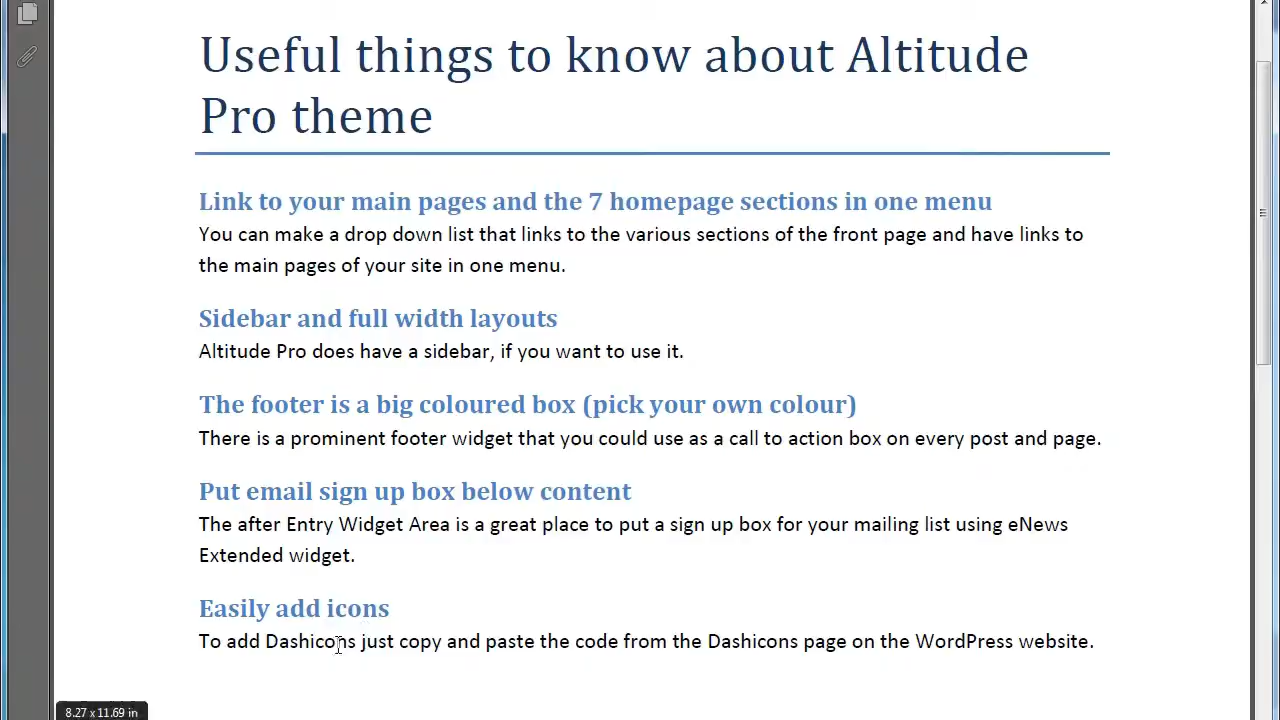 Useful things to know about Altitude
Pro theme
Link to your main pages and the 7 homepage sections in one menu
You can make a drop down list that links to the various sections of the front page and have links to
the main pages of your site in one menu.
Sidebar and full width layouts
Altitude Pro does have a sidebar, if you want to use it.
The footer is a big coloured box (pick your own colour)
There is a prominent footer widget that you could use as a call to action box on every post and page.
Put email sign up box below content
The after Entry Widget Area is a great place to put a sign up box for your mailing list using eNews
Extended widget.
Easily add icons
To add Dashicons just copy and paste the code from the Dashicons page on the WordPress website.
8.27 x 11.69 in